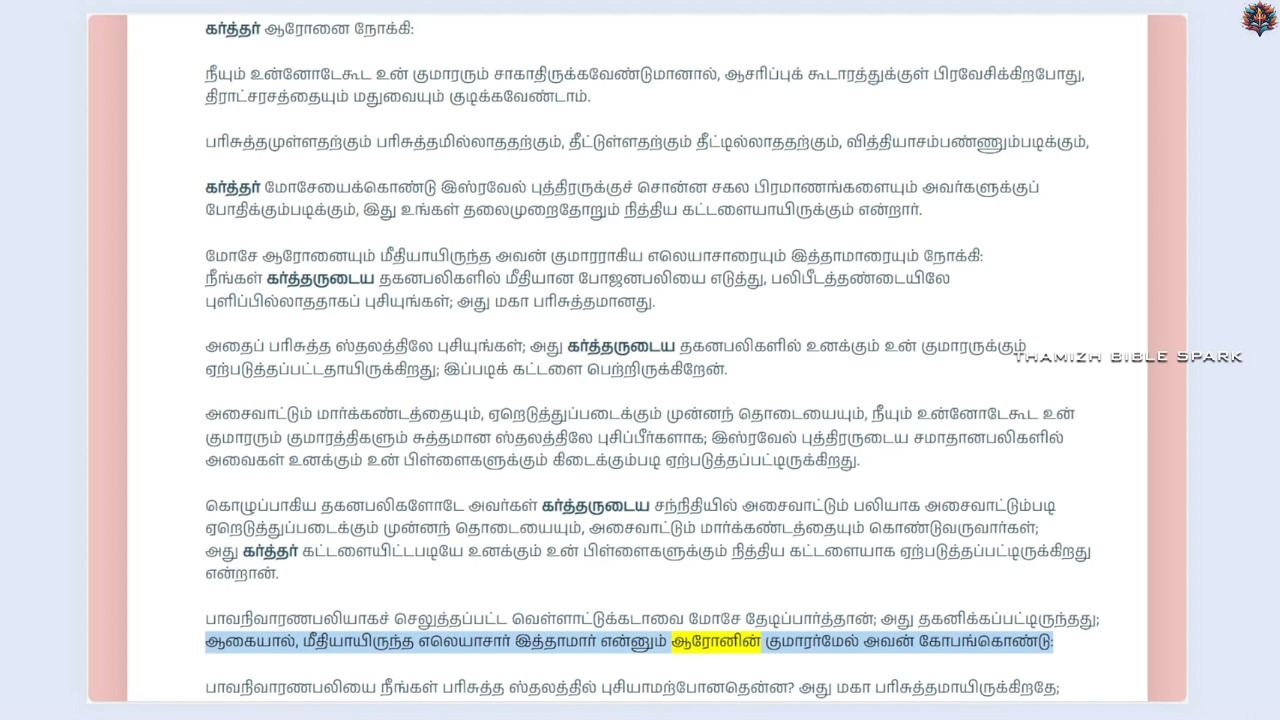 கர்த்தர் ஆரோனை நோக்கி:
நீயும் உன்னோடேகூட உன் குமாரரும் சாகாதிருக்கவேண்டுமானால், ஆசரிப்புக் கூடாரத்துக்குள் பிரவேசிக்கிறபோது,
திராட்சரசத்தையும் மதுவையும் குடிக்கவேண்டாம்.
பரிசுத்தமுள்ளதற்கும் பரிசுத்தமில்லாததற்கும், தீட்டுள்ளதற்கும் தீட்டில்லாததற்கும், வித்தியாசம்பண்ணும்படிக்கும்,
கர்த்தர் மோசேயைக்கொண்டு இஸ்ரவேல் புத்திரருக்குச் சொன்ன சகல பிரமாணங்களையும் அவர்களுக்குப்
போதிக்கும்படிக்கும், இது உங்கள் தலைமுறைதோறும் நித்திய கட்டளையாயிருக்கும் என்றார்.
மோசே ஆரோனையும் மீதியாயிருந்த அவன் குமாரராகிய எலெயாசாரையும் இத்தாமாரையும் நோக்கி:
நீங்கள் கர்த்தருடைய தகனபலிகளில் மீதியான போஜனபலியை எடுத்து, பலிபீடத்தண்டையிலே
புளிப்பில்லாததாகப் புசியுங்கள்; அது மகா பரிசுத்தமானது.
அதைப் பரிசுத்த ஸ்தலத்திலே புசியுங்கள்; அது கர்த்தருடைய தகனபலிகளில் உனக்கும் உன் குமாரருக்கும்
THAMIZH BIBLE SPARK
ஏற்படுத்தப்பட்டதாயிருக்கிறது; இப்படிக் கட்டளை பெற்றிருக்கிறேன்.
அசைவாட்டும் மார்க்கண்டத்தையும், ஏறெடுத்துப்படைக்கும் முன்னந் தொடையையும், நீயும் உன்னோடேகூட உன்
குமாரரும் குமாரத்திகளும் சுத்தமான ஸ்தலத்திலே புசிப்பீர்களாக; இஸ்ரவேல் புத்திரருடைய சமாதானபலிகளில்
அவைகள் உனக்கும் உன் பிள்ளைகளுக்கும் கிடைக்கும்படி ஏற்படுத்தப்பட்டிருக்கிறது.
கொழுப்பாகிய தகனபலிகளோடே அவர்கள் கர்த்தருடைய சந்நிதியில் அசைவாட்டும் பலியாக அசைவாட்டும்படி
ஏறெடுத்துப்படைக்கும் முன்னந் தொடையையும், அசைவாட்டும் மார்க்கண்டத்தையும் கொண்டுவருவார்கள்;
அது கர்த்தர் கட்டளையிட்டபடியே உனக்கும் உன் பிள்ளைகளுக்கும் நித்திய கட்டளையாக ஏற்படுத்தப்பட்டிருக்கிறது
என்றான்.
பாவநிவாரணபலியாகச் செலுத்தப்பட்ட வெள்ளாட்டுக்கடாவை மோசே தேடிப்பார்த்தான்; அது தகனிக்கப்பட்டிருந்தது;
ஆகையால், மீதியாயிருந்த எலெயாசார் இத்தாமார் என்னும் ஆரோனின் குமாரர்மேல் அவன் கோபங்கொண்டு:
பாவநிவாரணபலியை நீங்கள் பரிசுத்த ஸ்தலத்தில் புசியாமற்போனதென்ன? அது மகா பரிசுத்தமாயிருக்கிறதே;